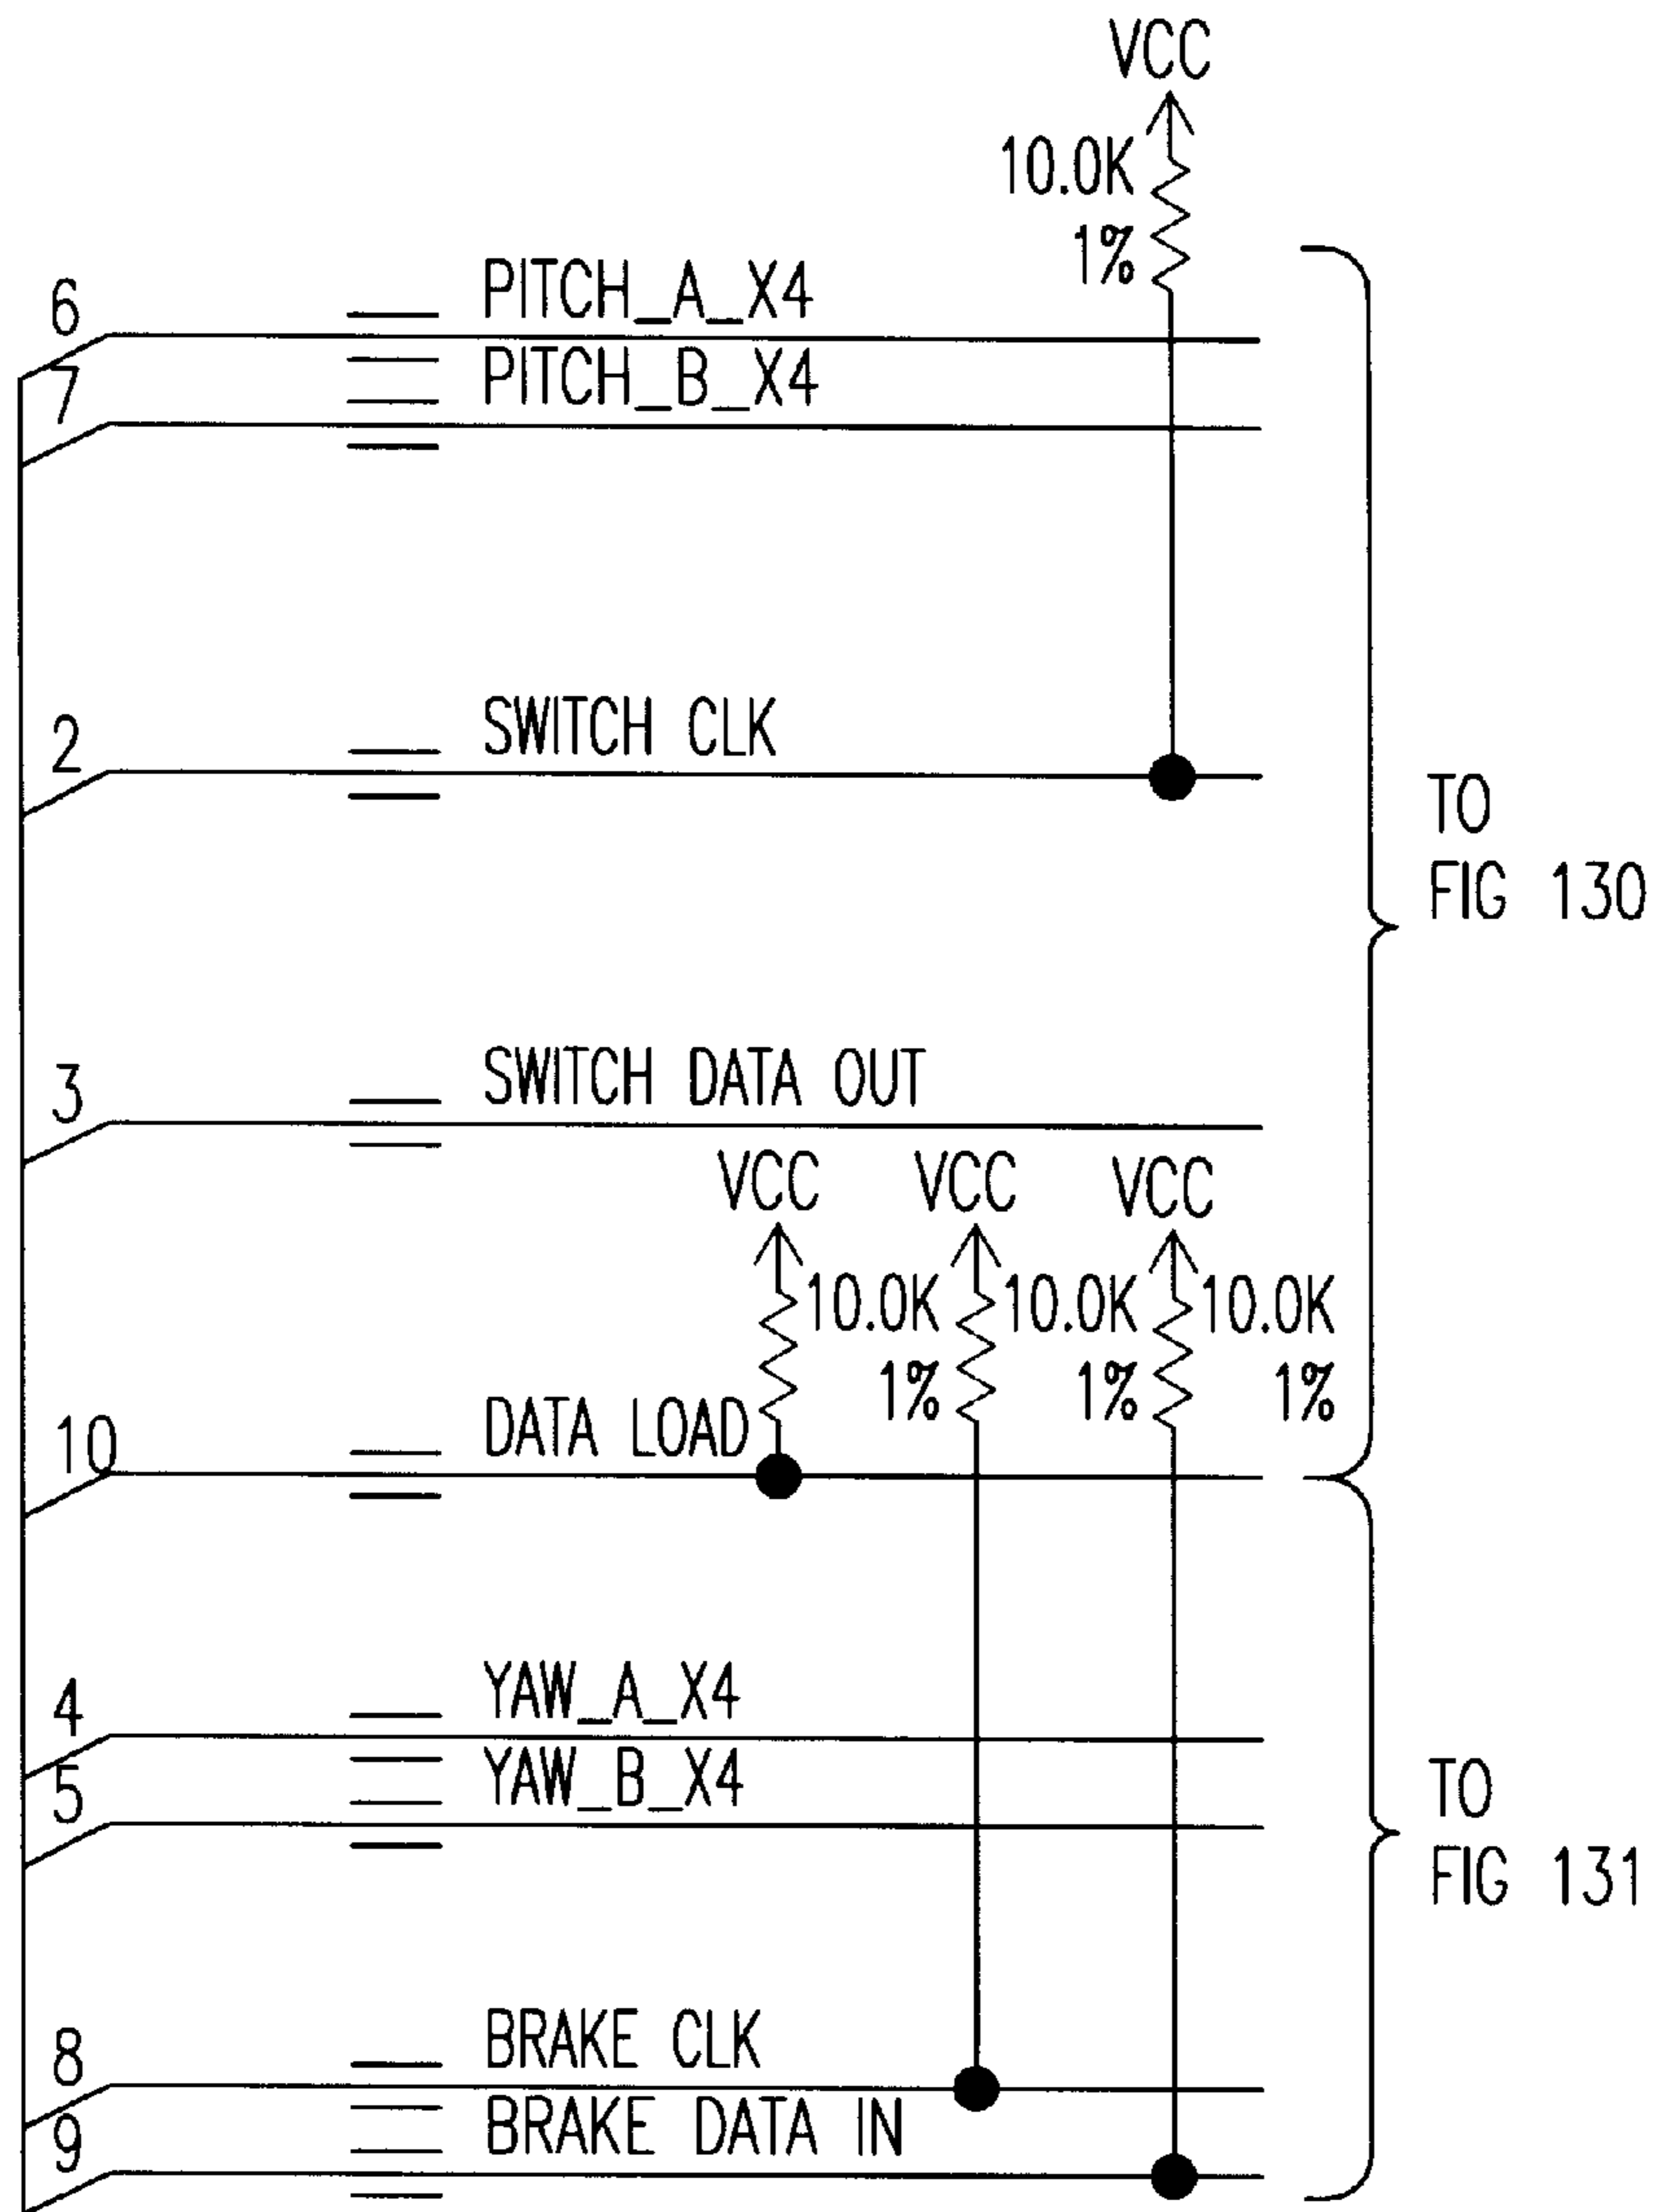 VCC
10.0K
1%
6 PITCH_A_X4
7 PITCH_B_X4
2 SWITCH CLK
TO
FIG 130
3 SWITCH DATA OUT
VCC VCC VCC
10.0K 10.0K 10.0K
1% 1% 1%
10 DATA LOAD
4 YAW_A_X4
5 YAW_B_X4
TO
FIG 131
8 BRAKE CLK
9 BRAKE DATA IN